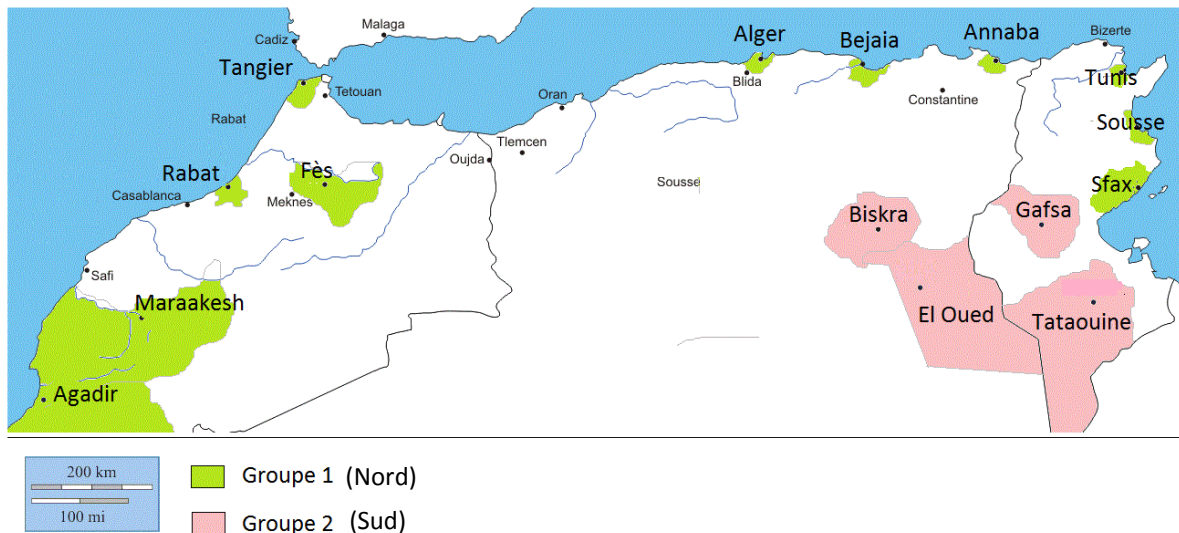 Malaga
Cadiz
Tangier
Tetouan
Rabat
Alger
Blida
Bejaia
Annaba
Bizerte
Tunis
Constantine
Oran
Tlemcen
Oujda
Sousse
Sfax
Rabat
Casablanca
Fès
Meknes
Sousse
Biskra
Gafsa
Safi
Maraakesh
El Oued
Tataouine
Agadir
200 km
100 mi
Groupe 1 (Nord)
Groupe 2 (Sud)